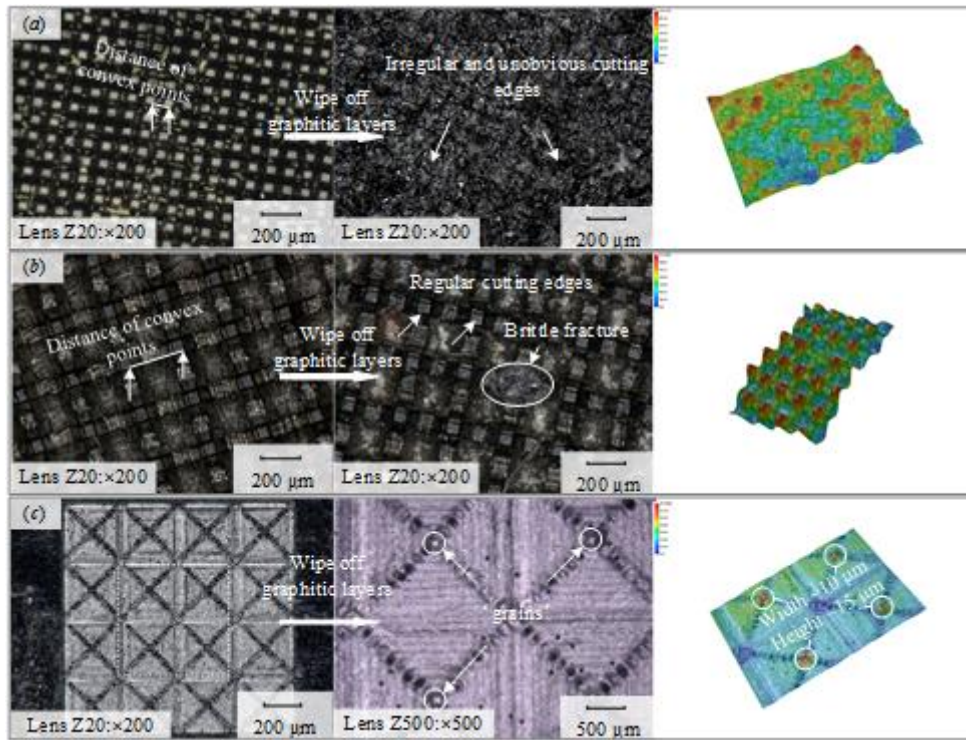 (a)
Distance of
convex points
Wipe off
graphitic layers
Irregular and unobvious cutting
edges
Lens Z20:×200
200 μm
Lens Z20:×200
200 μm
(b)
Distance of convex
points
Wipe off
graphitic layers
Regular cutting edges
Brittle fracture
Lens Z20:×200
200 μm
Lens Z20:×200
200 μm
(c)
Wipe off
graphitic layers
"grains"
Width
μm
Height
μm
Lens Z20:×200
200 μm
Lens Z500:×500
500 μm